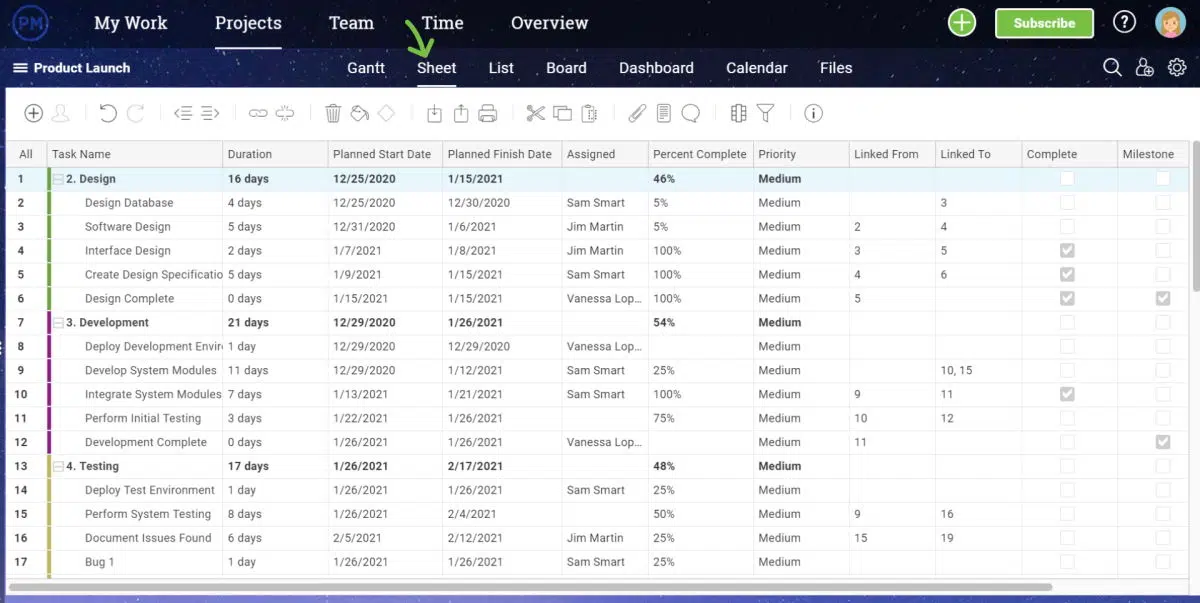 PM My Work Projects Team Time Overview Subscribe ?
Product Launch Gantt Sheet List Board Dashboard Calendar Files
All Task Name Duration Planned Start Date Planned Finish Date Assigned Percent Complete Priority Linked From Linked To Complete Milestone
1 2. Design 16 days 12/25/2020 1/15/2021 46% Medium
2 Design Database 4 days 12/25/2020 12/30/2020 Sam Smart 5% Medium 3
3 Software Design 5 days 12/31/2020 1/6/2021 Jim Martin 5% Medium 2 4
4 Interface Design 2 days 1/7/2021 1/8/2021 Jim Martin 100% Medium 3 5
5 Create Design Specificatio 5 days 1/9/2021 1/15/2021 Sam Smart 100% Medium 4 6
6 Design Complete 0 days 1/15/2021 1/15/2021 Vanessa Lop... 100% Medium 5
7 3. Development 21 days 12/29/2020 1/26/2021 54% Medium
8 Deploy Development Envir 1 day 12/29/2020 12/29/2020 Vanessa Lop... Medium
9 Develop System Modules 11 days 12/29/2020 1/12/2021 Sam Smart 25% Medium 10, 15
10 Integrate System Modules 7 days 1/13/2021 1/21/2021 Sam Smart 100% Medium 9 11
11 Perform Initial Testing 3 days 1/22/2021 1/26/2021 75% Medium 10 12
12 Development Complete 0 days 1/26/2021 1/26/2021 Vanessa Lop... Medium 11
13 4. Testing 17 days 1/26/2021 2/17/2021 48% Medium
14 Deploy Test Environment 1 day 1/26/2021 1/26/2021 Sam Smart 25% Medium
15 Perform System Testing 8 days 1/26/2021 2/4/2021 50% Medium 9 16
16 Document Issues Found 6 days 2/5/2021 2/12/2021 Jim Martin 25% Medium 15 19
17 Bug 1 1 day 1/26/2021 1/26/2021 Sam Smart 25% Medium